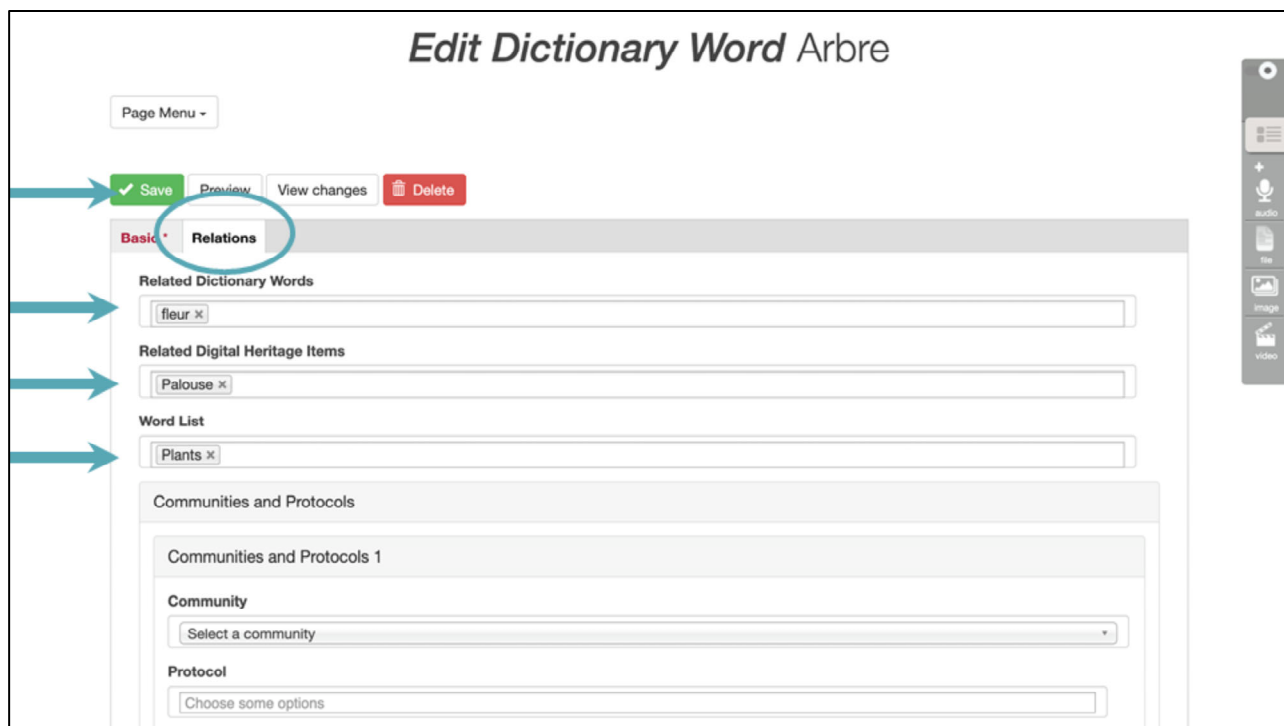 Edit Dictionary Word Arbre
Page Menu
Save Preview View changes Delete
Basic * Relations
Related Dictionary Words
fleur ×
Related Digital Heritage Items
Palouse ×
Word List
Plants ×
Communities and Protocols
Communities and Protocols 1
Community
Select a community
Protocol
Choose some options
audio
file
image
video